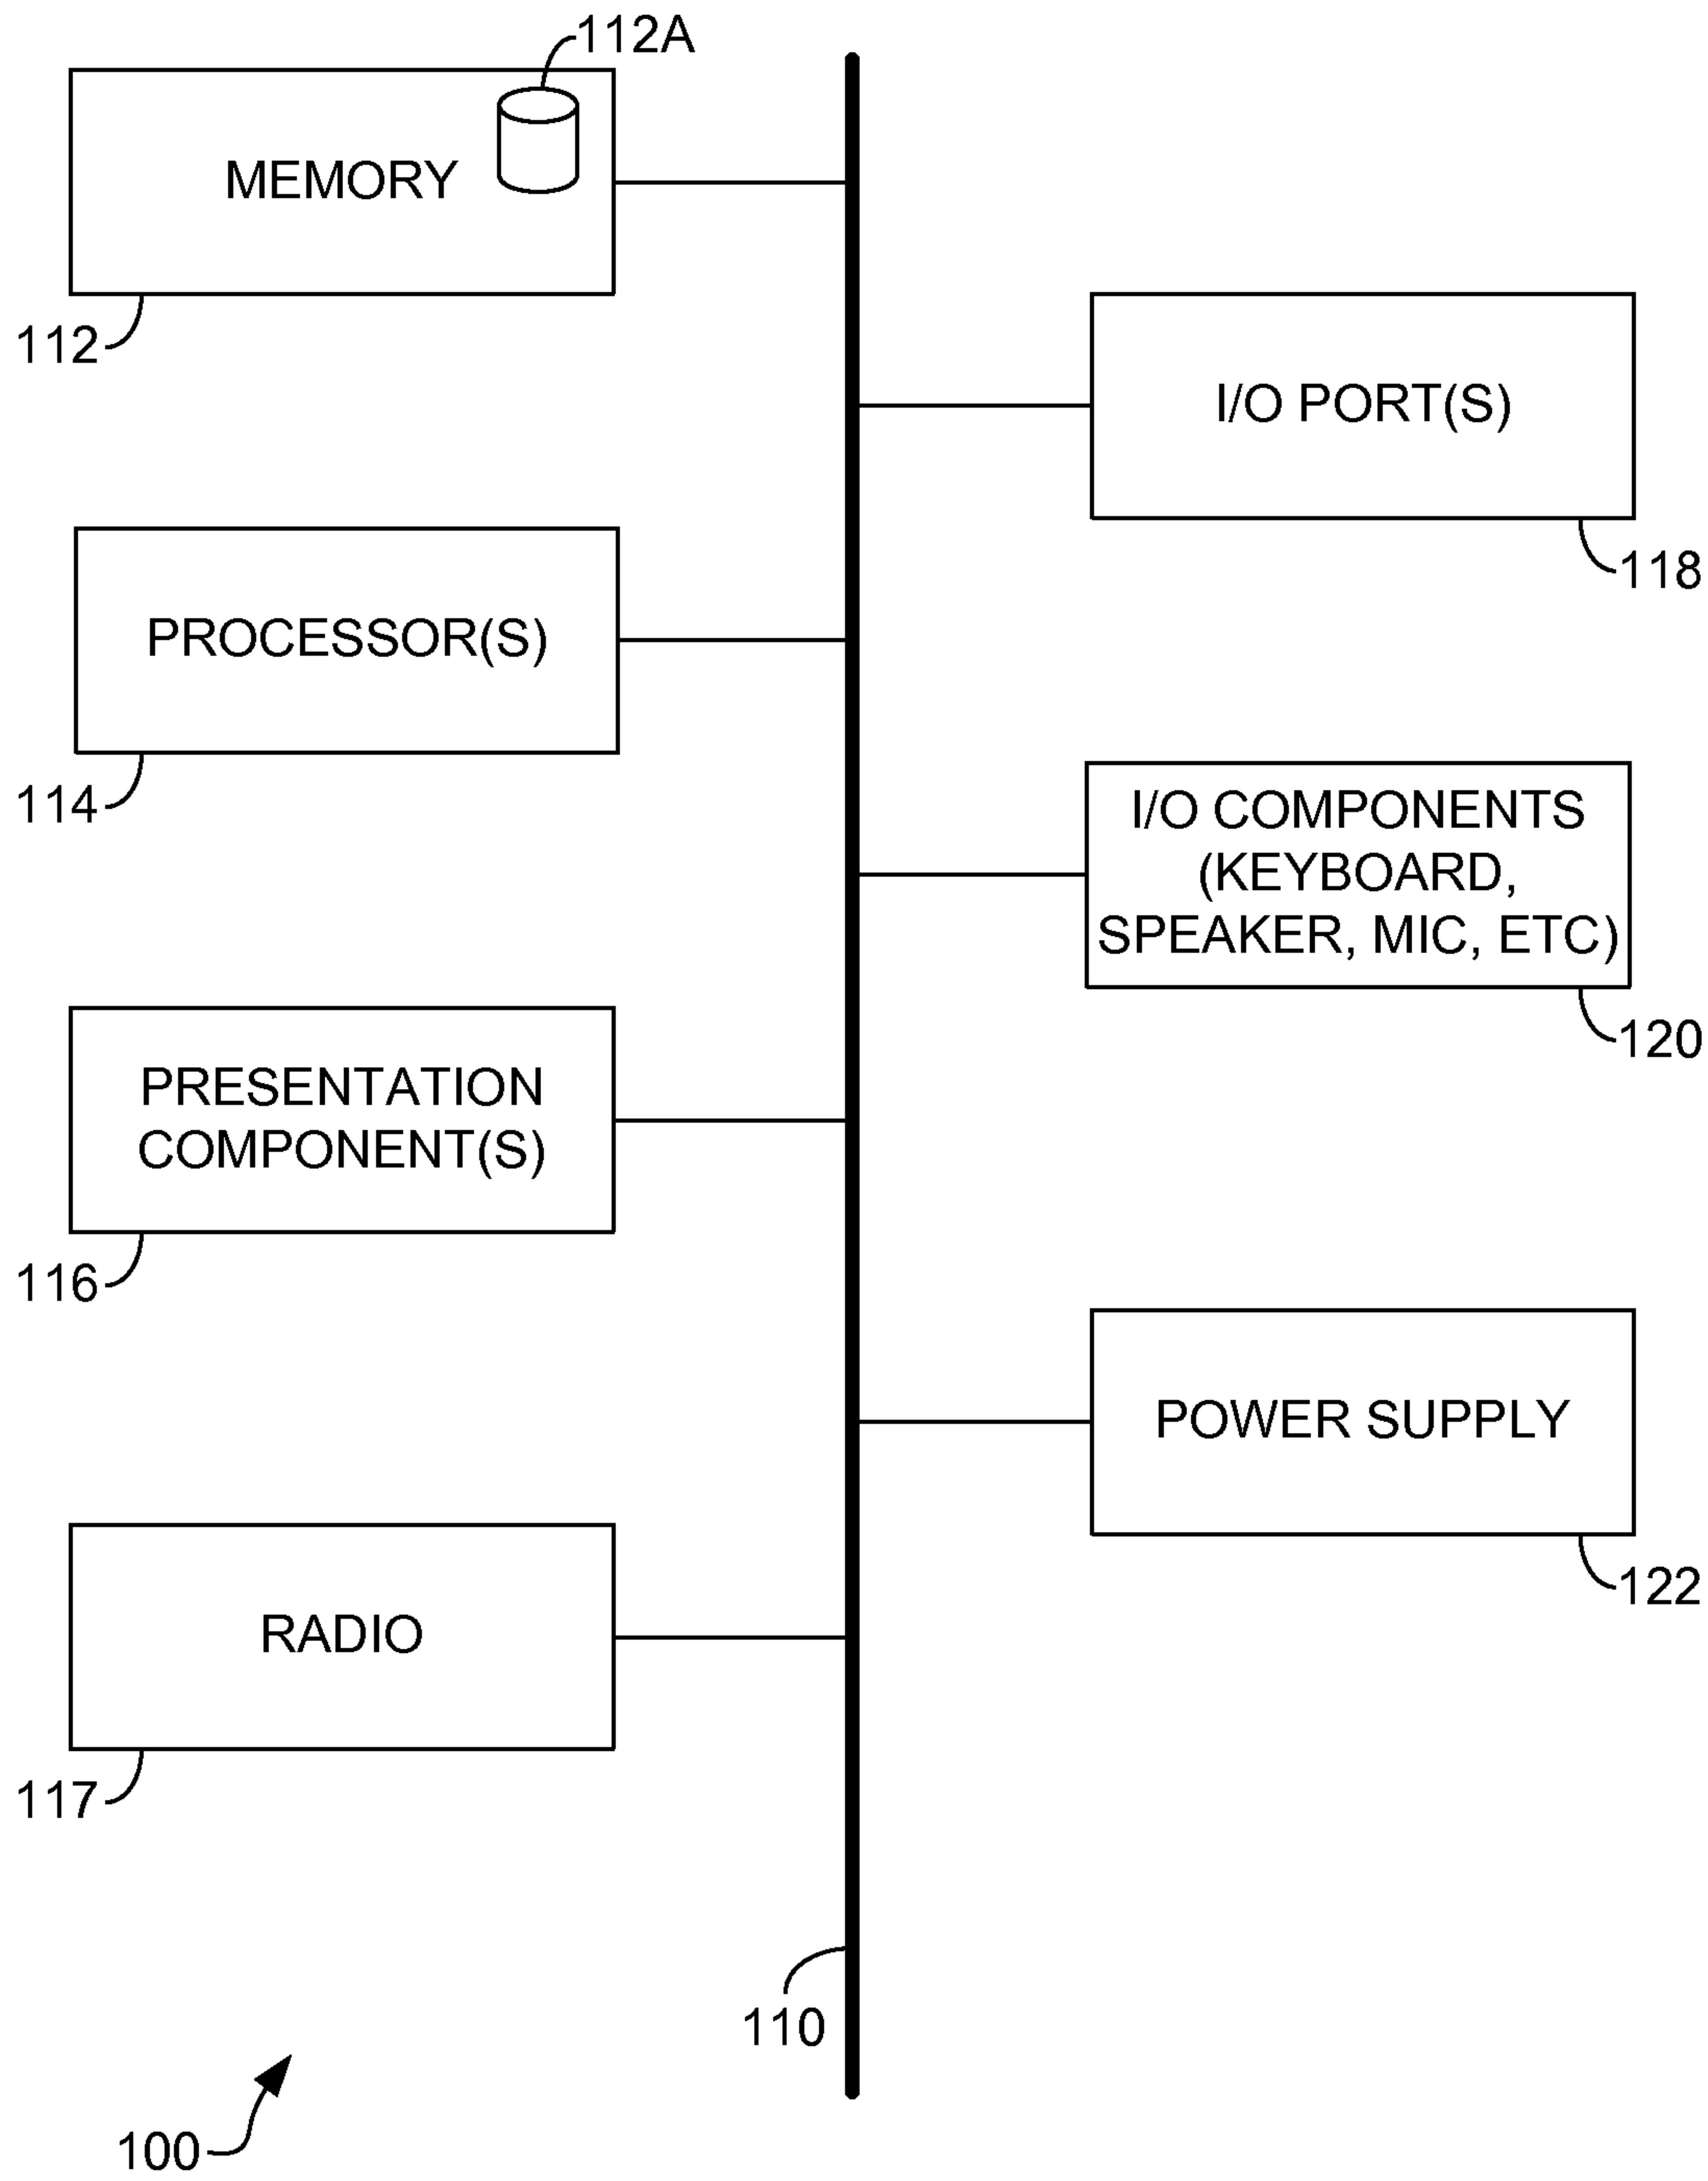 112A
MEMORY
112
I/O PORT(S)
118
PROCESSOR(S)
114
I/O COMPONENTS
(KEYBOARD,
SPEAKER, MIC, ETC)
120
PRESENTATION
COMPONENT(S)
116
POWER SUPPLY
122
RADIO
117
110
100